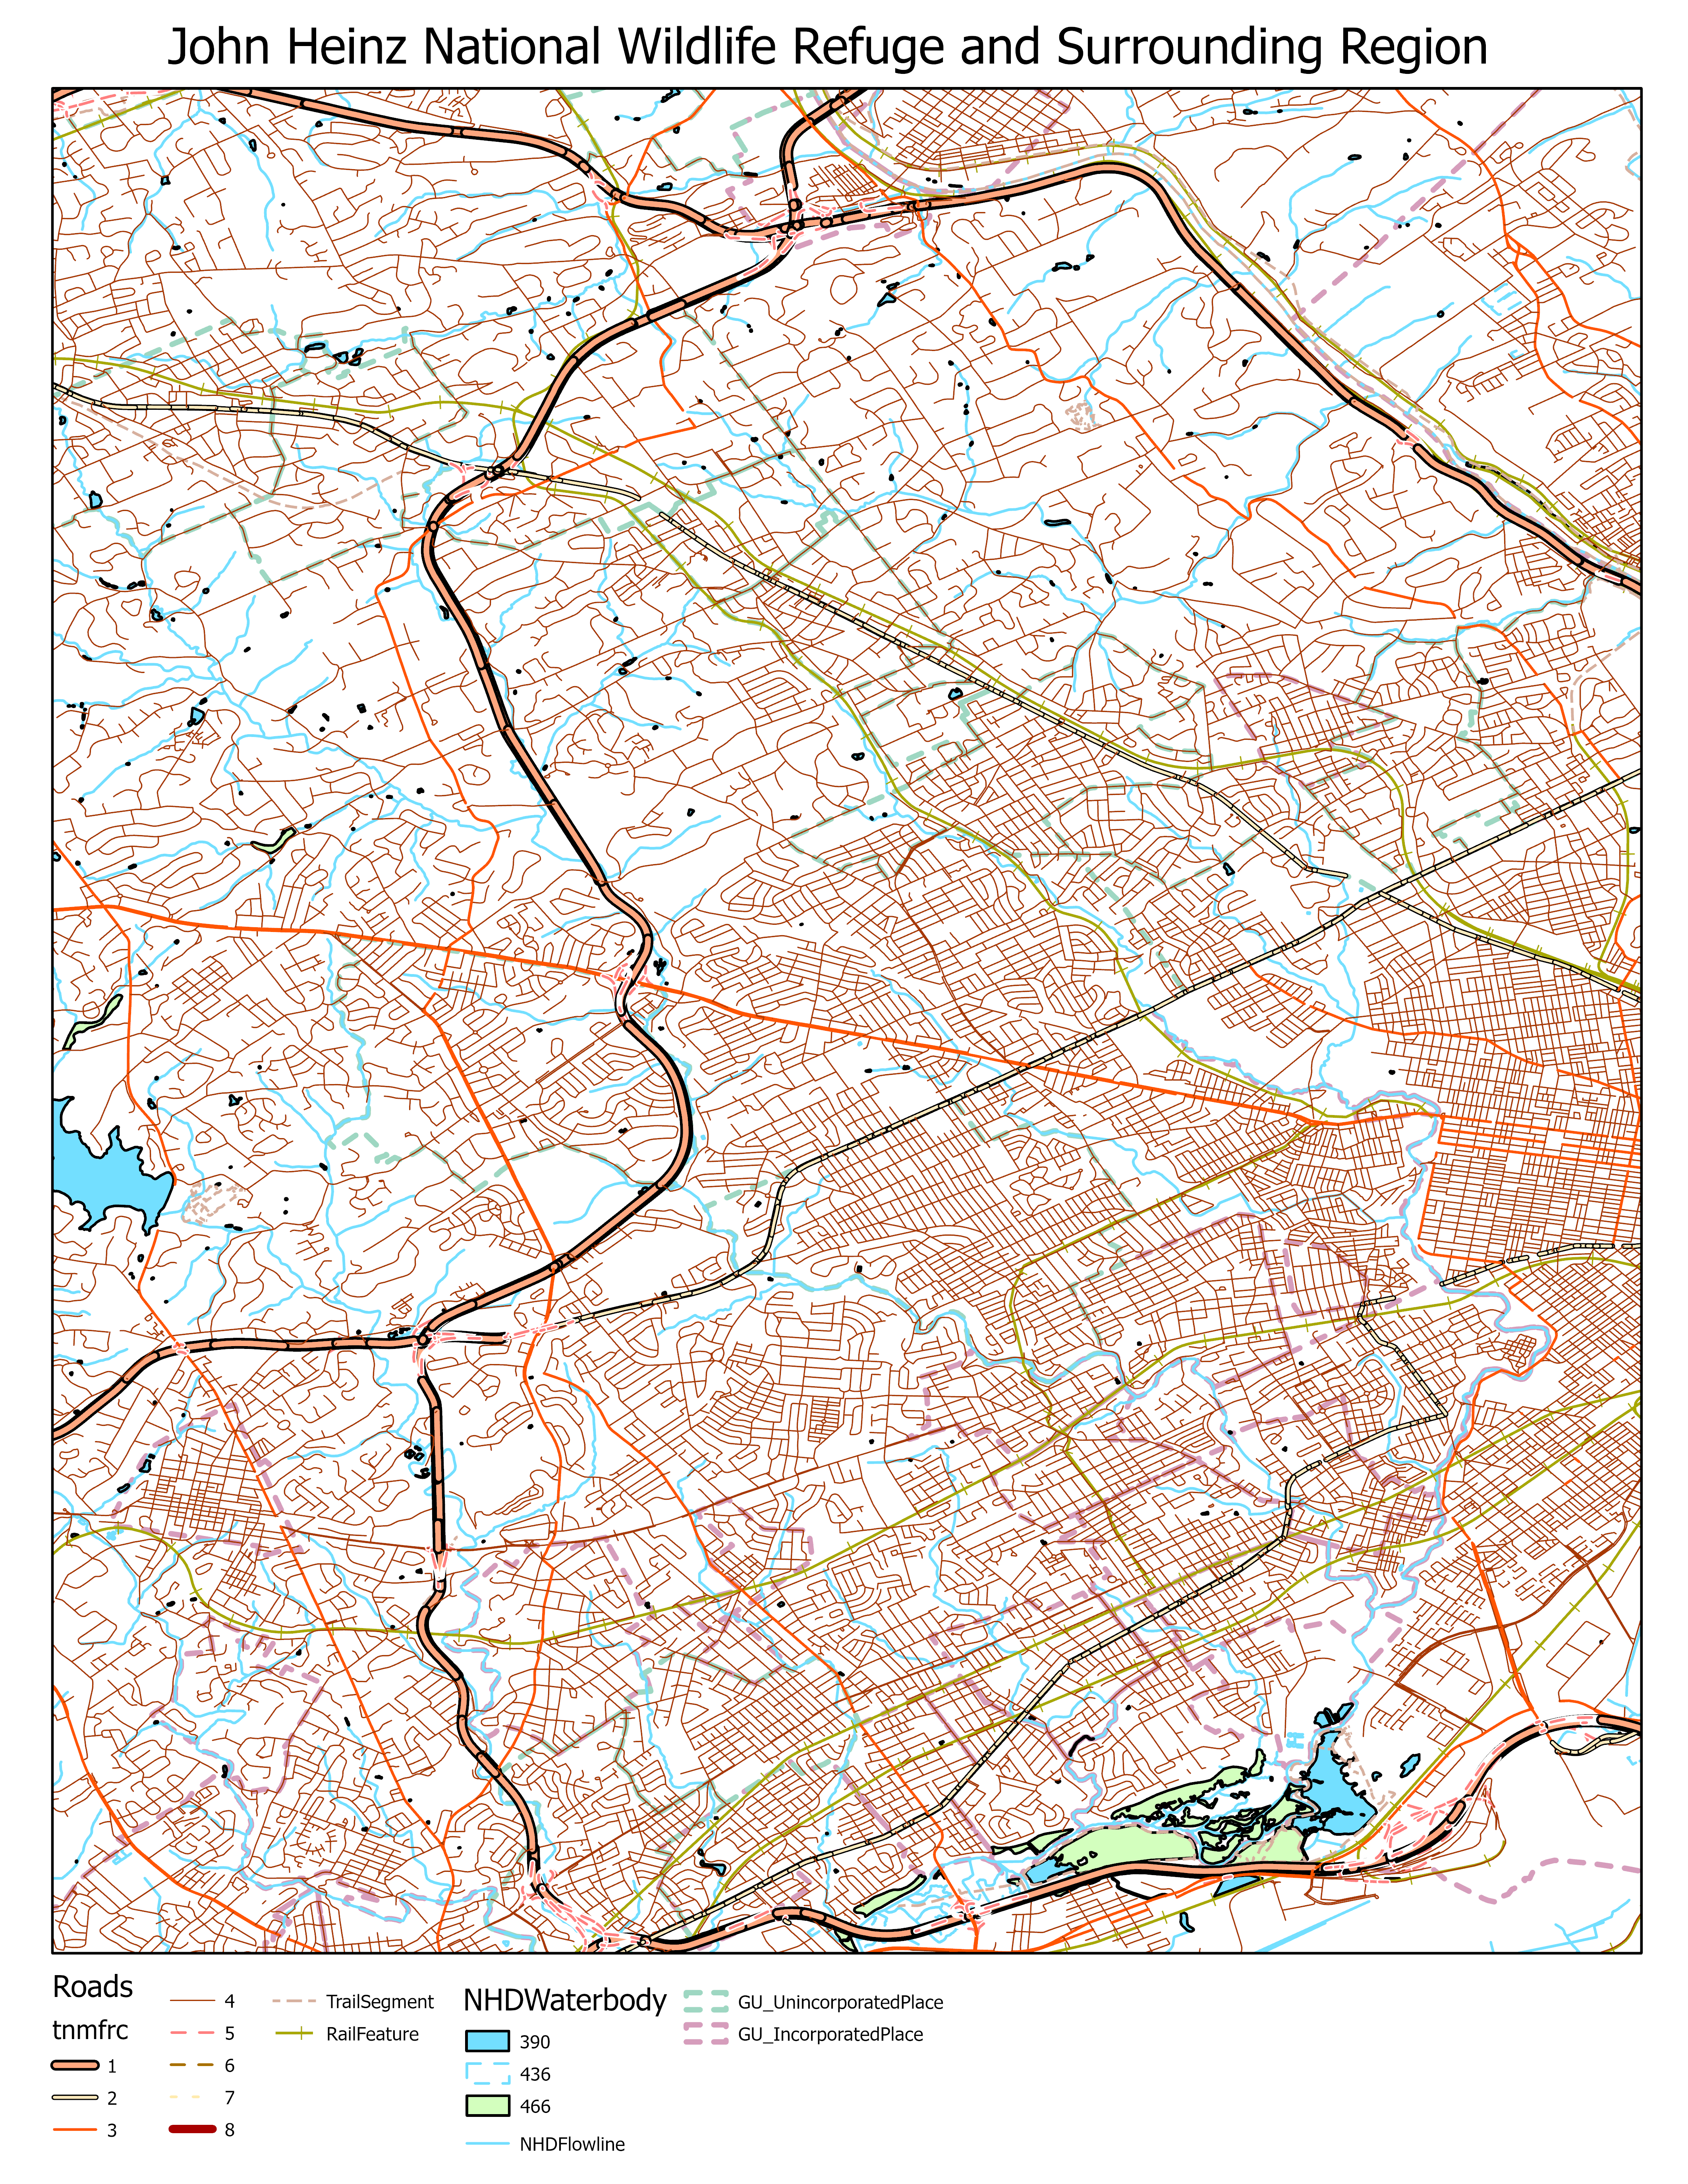 John Heinz National Wildlife Refuge and Surrounding Region
Roads
tnmfrc
1
2
3
4
5
6
7
8
TrailSegment
RailFeature
NHDWaterbody
390
436
466
NHDFlowline
GU_UnincorporatedPlace
GU_IncorporatedPlace